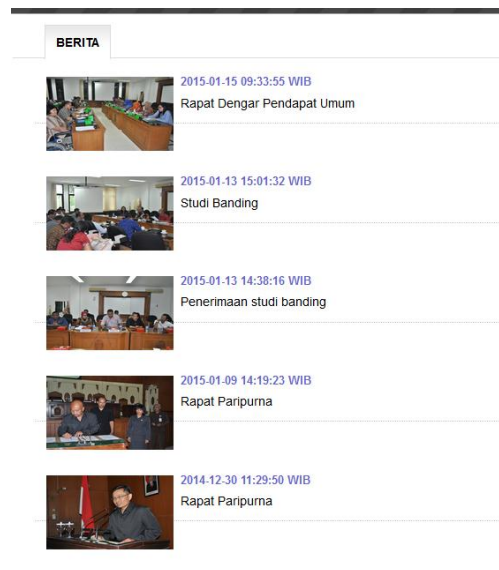 BERITA
2015-01-15 09:33:55 WIB
Rapat Dengar Pendapat Umum
2015-01-13 15:01:32 WIB
Studi Banding
2015-01-13 14:38:16 WIB
Penerimaan studi banding
2015-01-09 14:19:23 WIB
Rapat Paripurna
2014-12-30 11:29:50 WIB
Rapat Paripurna